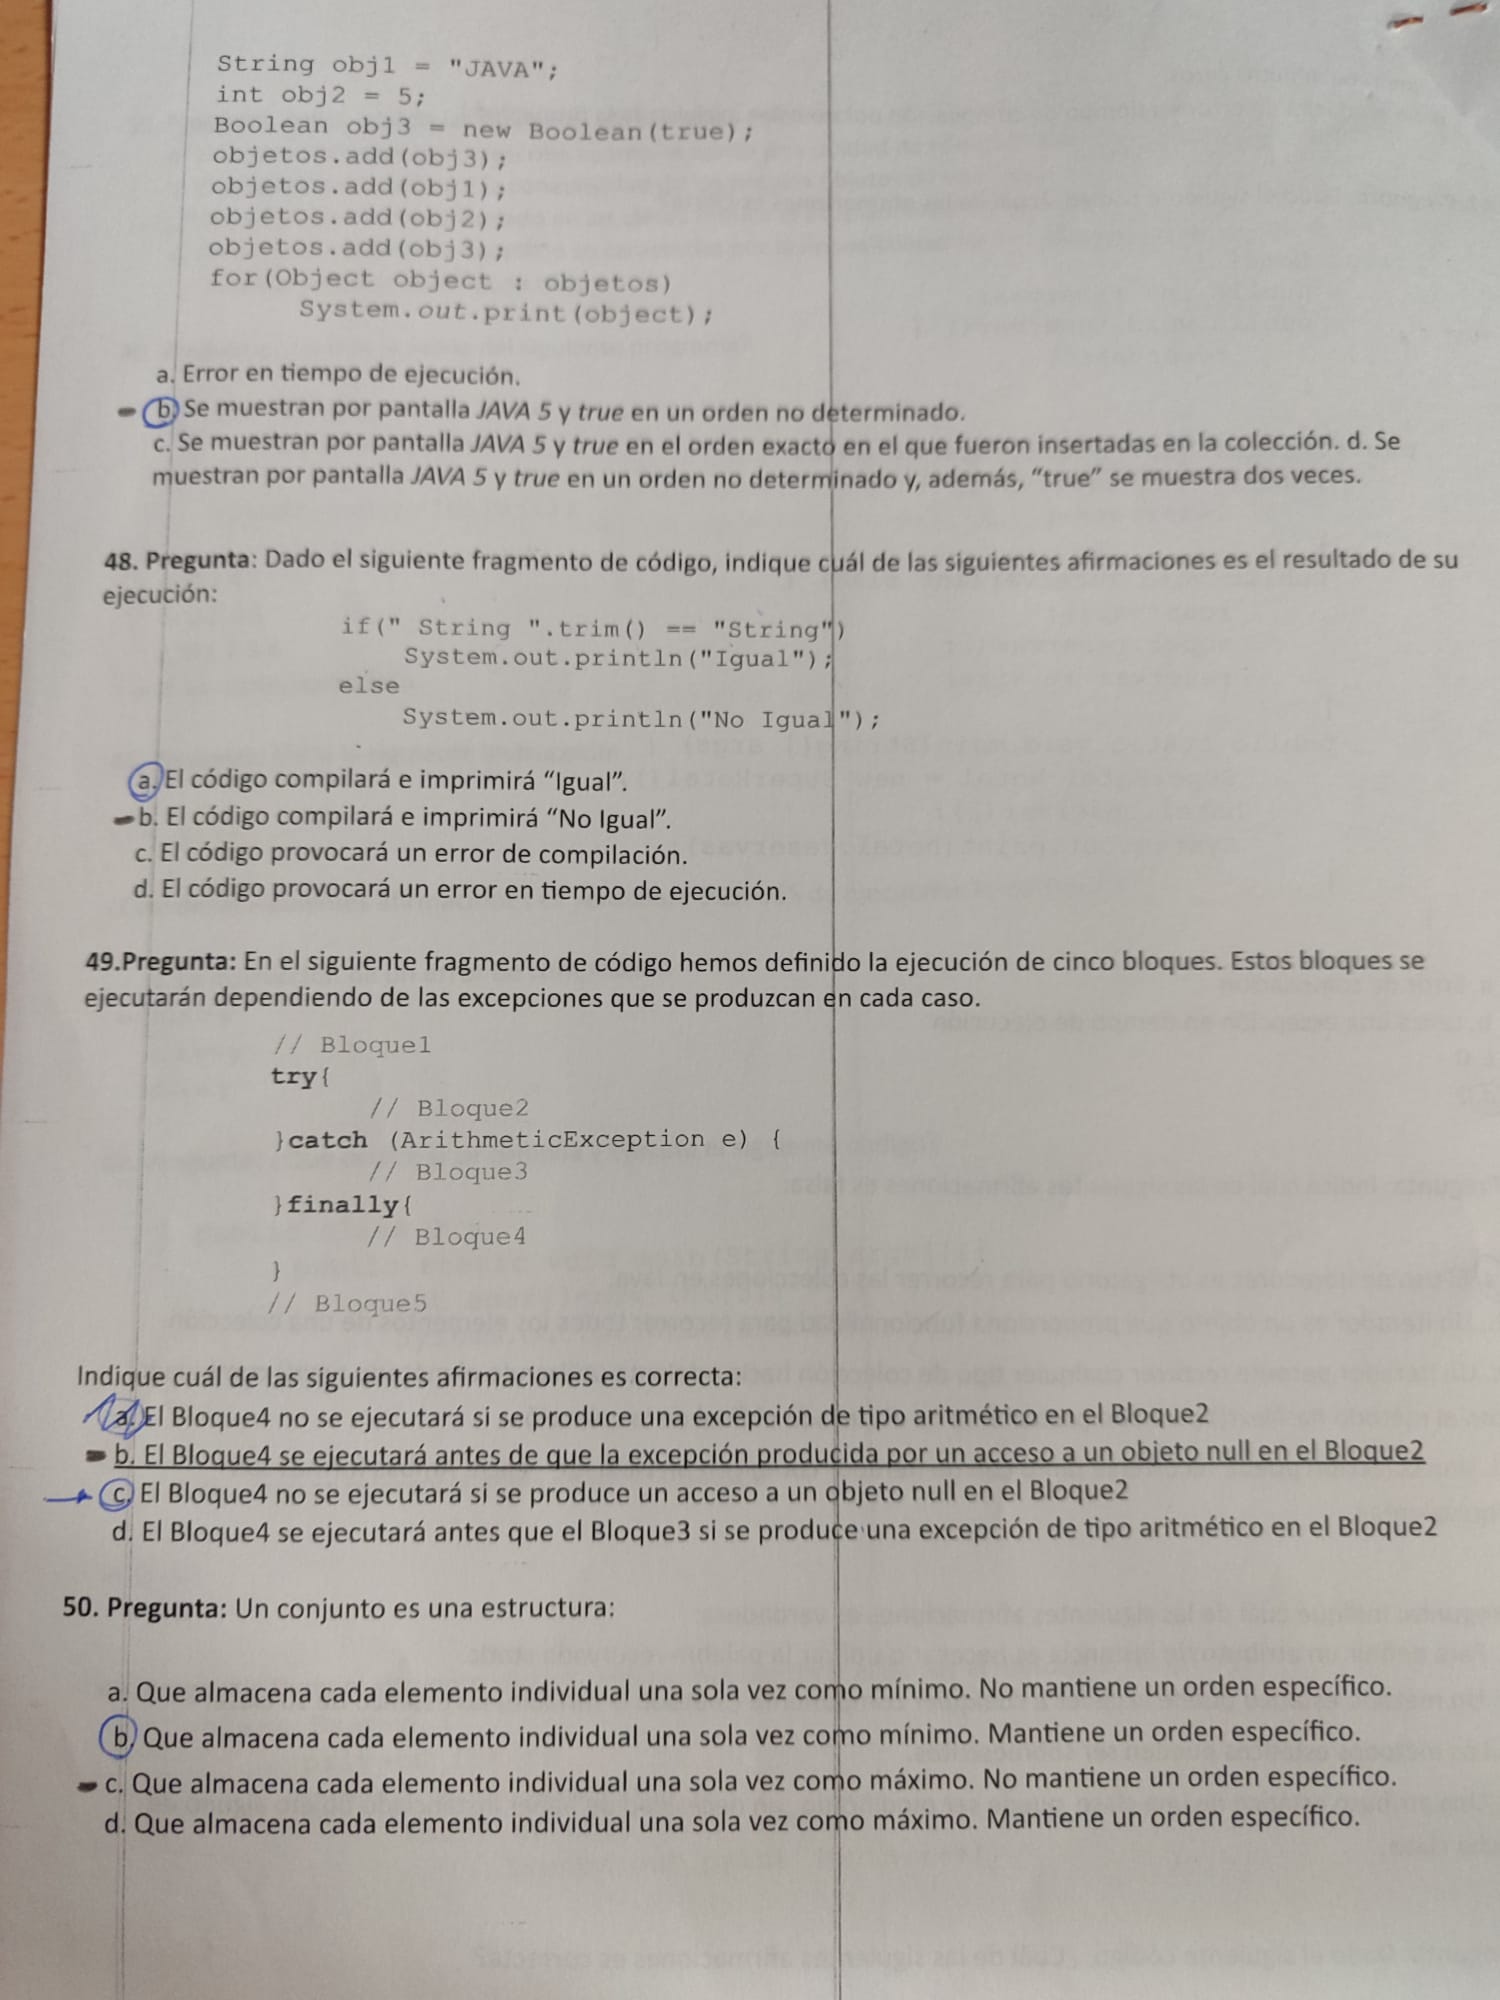 String obj1 = "JAVA";
int obj2 = 5;
Boolean obj3 = new Boolean(true);
objetos.add(obj3);
objetos.add(obj1);
objetos.add(obj2);
objetos.add(obj3);
for(Object object : objetos)
System.out.print(object);
a. Error en tiempo de ejecución.
b. Se muestran por pantalla JAVA 5 y true en un orden no determinado.
c. Se muestran por pantalla JAVA 5 y true en el orden exacto en el que fueron insertadas en la colección. d. Se
muestran por pantalla JAVA 5 y true en un orden no determinado y, además, “true” se muestra dos veces.
48. Pregunta: Dado el siguiente fragmento de código, indique cuál de las siguientes afirmaciones es el resultado de su
ejecución:
if(" String ".trim() == "String")
System.out.println("Igual");
else
System.out.println("No Igual");
a. El código compilará e imprimirá “Igual”.
b. El código compilará e imprimirá “No Igual”.
c. El código provocará un error de compilación.
d. El código provocará un error en tiempo de ejecución.
49.Pregunta: En el siguiente fragmento de código hemos definido la ejecución de cinco bloques. Estos bloques se
ejecutarán dependiendo de las excepciones que se produzcan en cada caso.
// Bloque1
try{
// Bloque2
}catch (ArithmeticException e) {
// Bloque3
}finally{
// Bloque4
}
// Bloque5
Indique cuál de las siguientes afirmaciones es correcta:
a. El Bloque4 no se ejecutará si se produce una excepción de tipo aritmético en el Bloque2
b. El Bloque4 se ejecutará antes de que la excepción producida por un acceso a un objeto null en el Bloque2
c. El Bloque4 no se ejecutará si se produce un acceso a un objeto null en el Bloque2
d. El Bloque4 se ejecutará antes que el Bloque3 si se produce una excepción de tipo aritmético en el Bloque2
50. Pregunta: Un conjunto es una estructura:
a. Que almacena cada elemento individual una sola vez como mínimo. No mantiene un orden específico.
b. Que almacena cada elemento individual una sola vez como mínimo. Mantiene un orden específico.
c. Que almacena cada elemento individual una sola vez como máximo. No mantiene un orden específico.
d. Que almacena cada elemento individual una sola vez como máximo. Mantiene un orden específico.